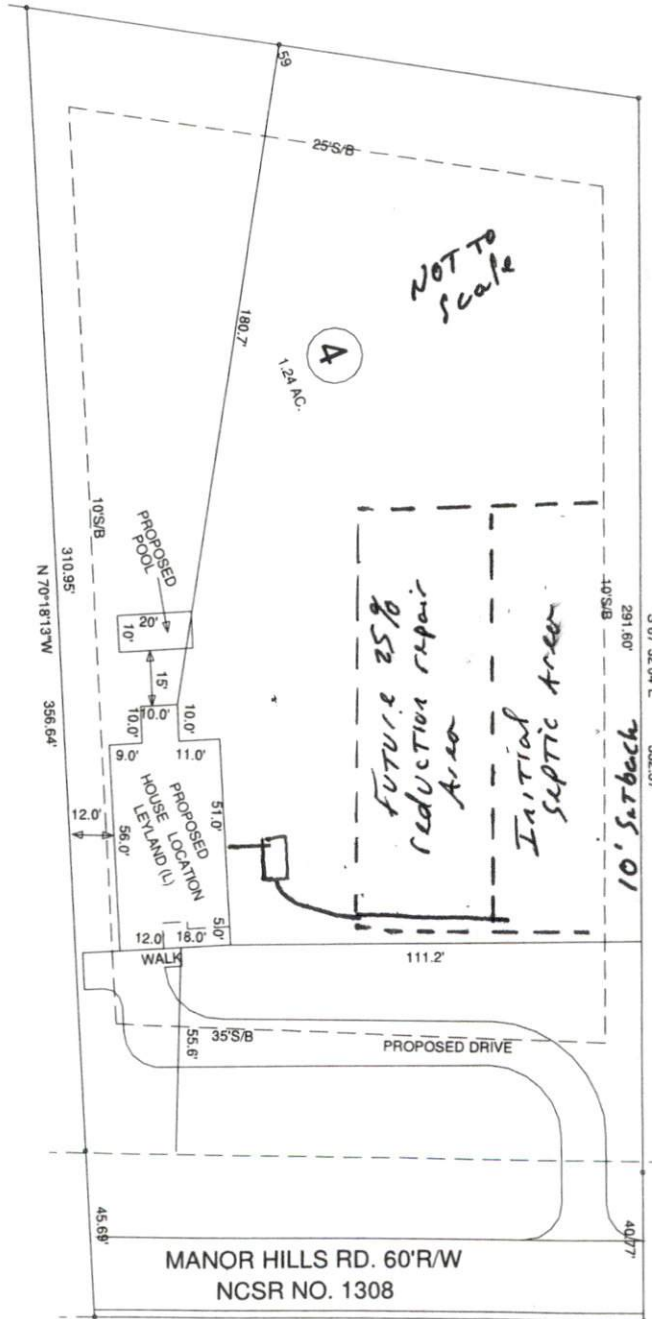 59
25'S/B
NOT TO
Scale
180.7'
4
1.24 AC.
10'S/B
310.95'
N 70°18'13"W
356.64'
PROPOSED
POOL
20'
10'
15'
10.0'
10.0'
10.0'
9.0'
11.0'
51.0'
PROPOSED
HOUSE LOCATION
LEYLAND (L)
56.0'
12.0'
5.0'
12.0
18.0'
WALK
FUTURE 25%
reduction repair
Area
Initial
Septic Area
10'S/B
291.60'
10' Setback
111.2'
35'S/B
55.6'
PROPOSED DRIVE
45.69'
40.77'
MANOR HILLS RD. 60'R/W
NCSR NO. 1308